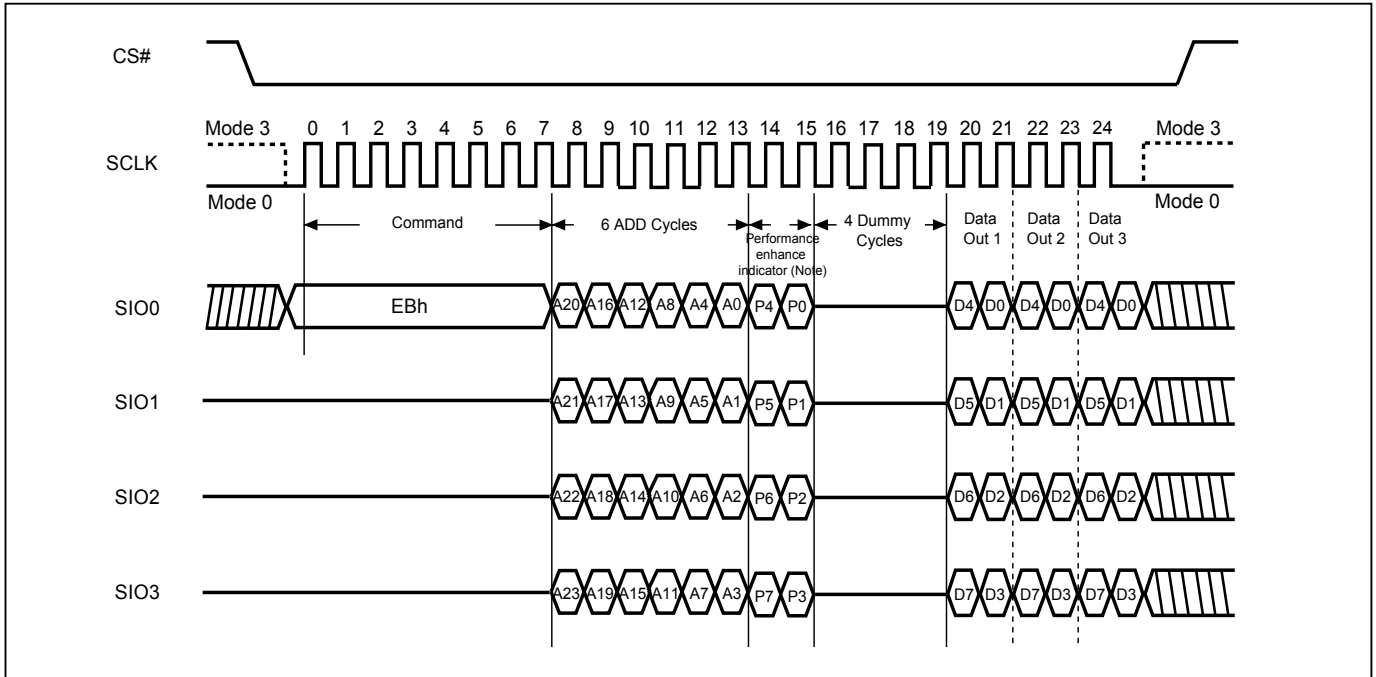 CS#
Mode 3 0 1 2 3 4 5 6 7 8 9 10 11 12 13 14 15 16 17 18 19 20 21 22 23 24 Mode 3
SCLK
Mode 0 Mode 0
Command 6 ADD Cycles Performance enhance indicator (Note) 4 Dummy Cycles Data Out 1 Data Out 2 Data Out 3
SIO0 EBh A20 A16 A12 A8 A4 A0 P4 P0 D4 D0 D4 D0 D4 D0
SIO1 A21 A17 A13 A9 A5 A1 P5 P1 D5 D1 D5 D1 D5 D1
SIO2 A22 A18 A14 A10 A6 A2 P6 P2 D6 D2 D6 D2 D6 D2
SIO3 A23 A19 A15 A11 A7 A3 P7 P3 D7 D3 D7 D3 D7 D3